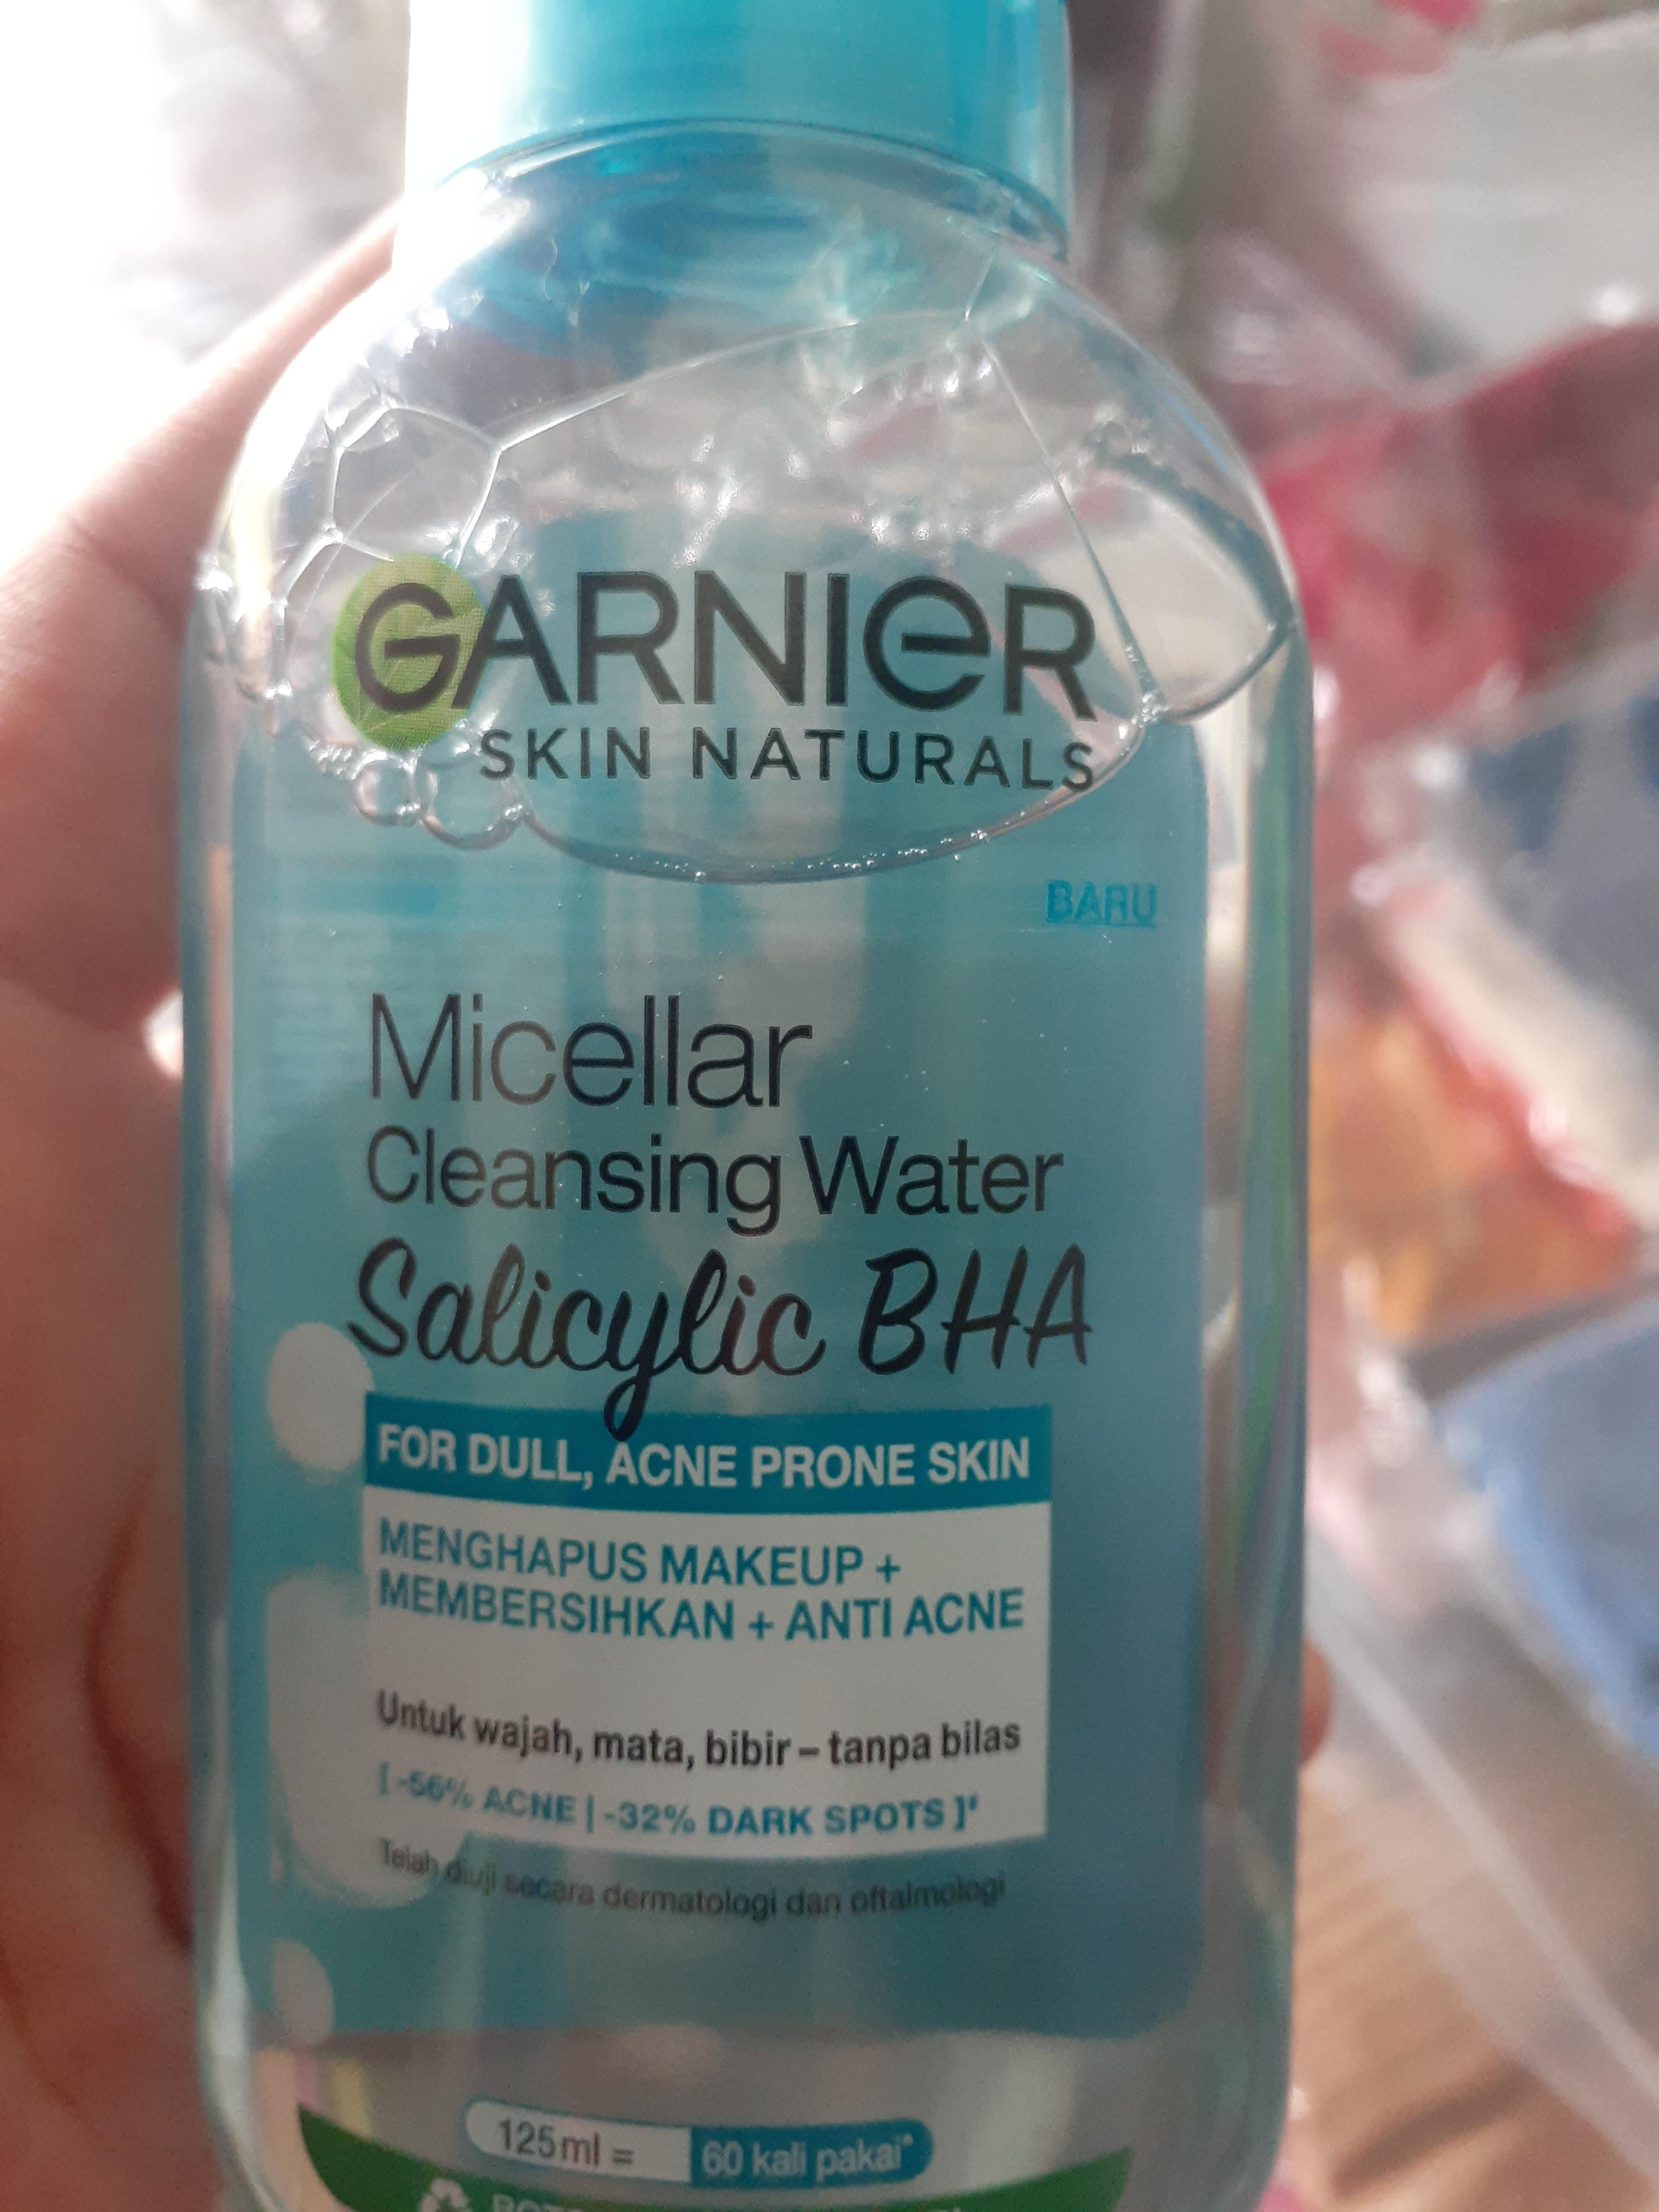 GARNIER
SKIN NATURALS
BARU
Micellar
Cleansing Water
Salicylic BHA
FOR DULL, ACNE PRONE SKIN
MENGHAPUS MAKEUP +
MEMBERSIHKAN + ANTI ACNE
Untuk wajah, mata, bibir – tanpa bilas
[ -56% ACNE | -32% DARK SPOTS ]¹
Telah diuji secara dermatologi dan oftalmologi
125ml = 60 kali pakai*